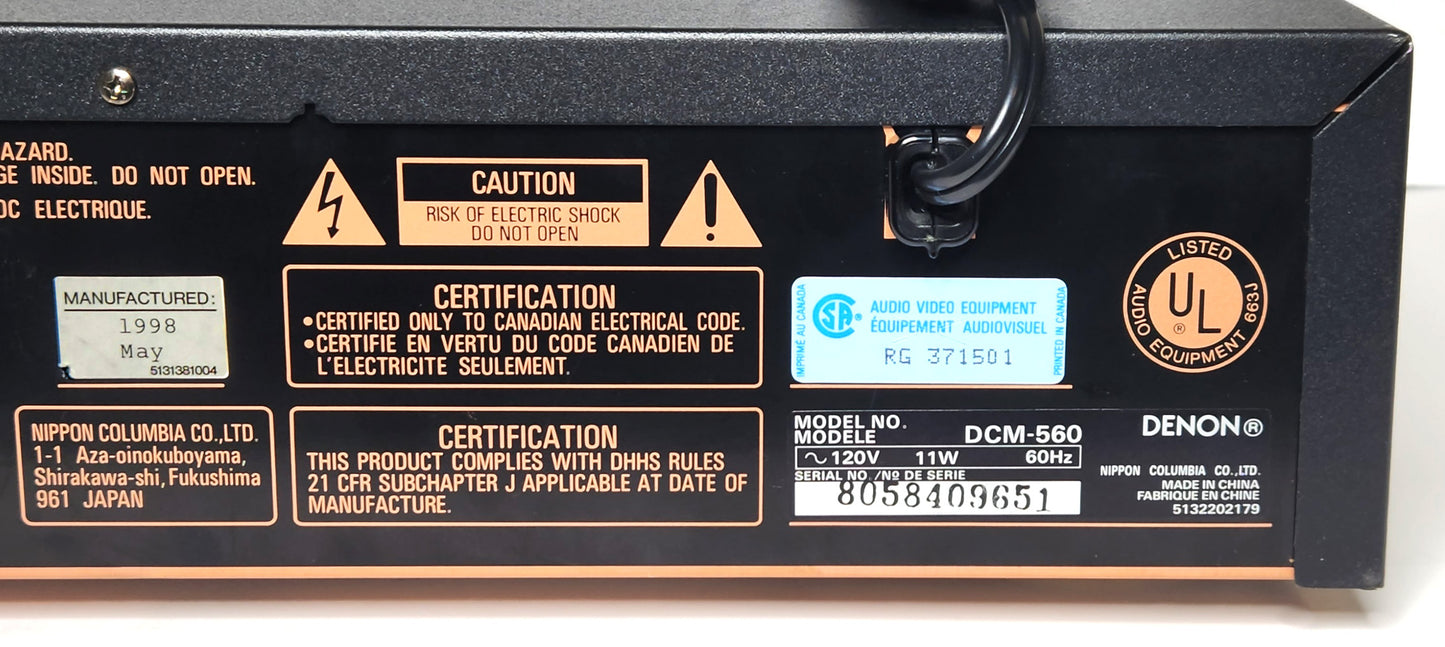 AZARD.
GE INSIDE. DO NOT OPEN.
OC ELECTRIQUE.
CAUTION
RISK OF ELECTRIC SHOCK
DO NOT OPEN
MANUFACTURED:
1998
May
5131381004
CERTIFICATION
•CERTIFIED ONLY TO CANADIAN ELECTRICAL CODE.
•CERTIFIE EN VERTU DU CODE CANADIEN DE
L'ELECTRICITE SEULEMENT.
IMPRIMÉ AU CANADA
SA®
AUDIO VIDEO EQUIPMENT
ÉQUIPEMENT AUDIOVISUEL
RG 371501
PRINTED IN CANADA
LISTED
UL
®
AUDIO EQUIPMENT 663J
NIPPON COLUMBIA CO.,LTD.
1-1 Aza-oinokuboyama,
Shirakawa-shi, Fukushima
961 JAPAN
CERTIFICATION
THIS PRODUCT COMPLIES WITH DHHS RULES
21 CFR SUBCHAPTER J APPLICABLE AT DATE OF
MANUFACTURE.
MODEL NO.
MODÈLE
DCM-560
∼ 120V 11W 60Hz
SERIAL NO./Nº DE SERIE
8058409651
DENON®
NIPPON COLUMBIA CO.,LTD.
MADE IN CHINA
FABRIQUE EN CHINE
5132202179